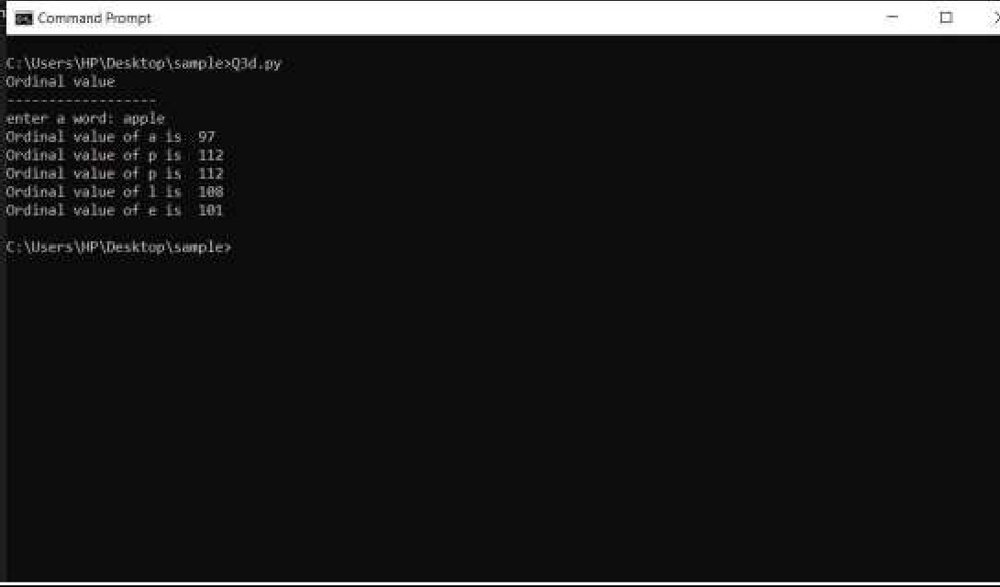 Command Prompt
C:\Users\HP\Desktop\sample>Q3d.py
Ordinal value
------------------
enter a word: apple
Ordinal value of a is  97
Ordinal value of p is  112
Ordinal value of p is  112
Ordinal value of l is  108
Ordinal value of e is  101
C:\Users\HP\Desktop\sample>